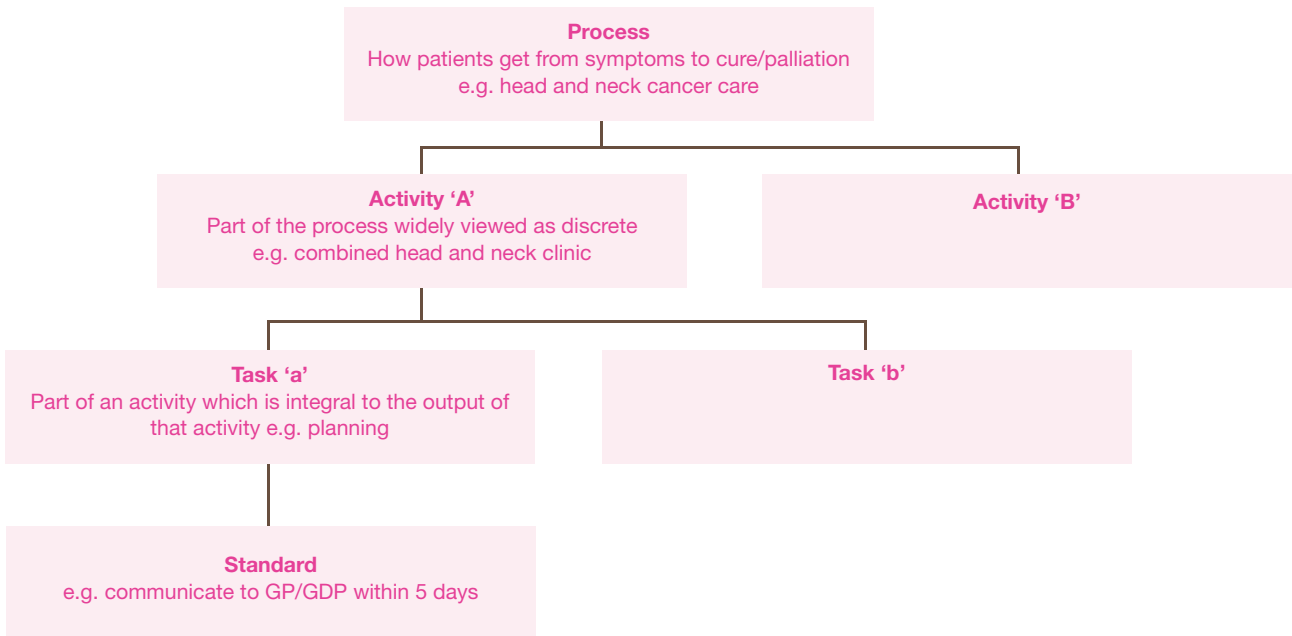 Process
How patients get from symptoms to cure/palliation
e.g. head and neck cancer care
Activity ‘A’
Part of the process widely viewed as discrete
e.g. combined head and neck clinic
Activity ‘B’
Task ‘a’
Part of an activity which is integral to the output of
that activity e.g. planning
Task ‘b’
Standard
e.g. communicate to GP/GDP within 5 days